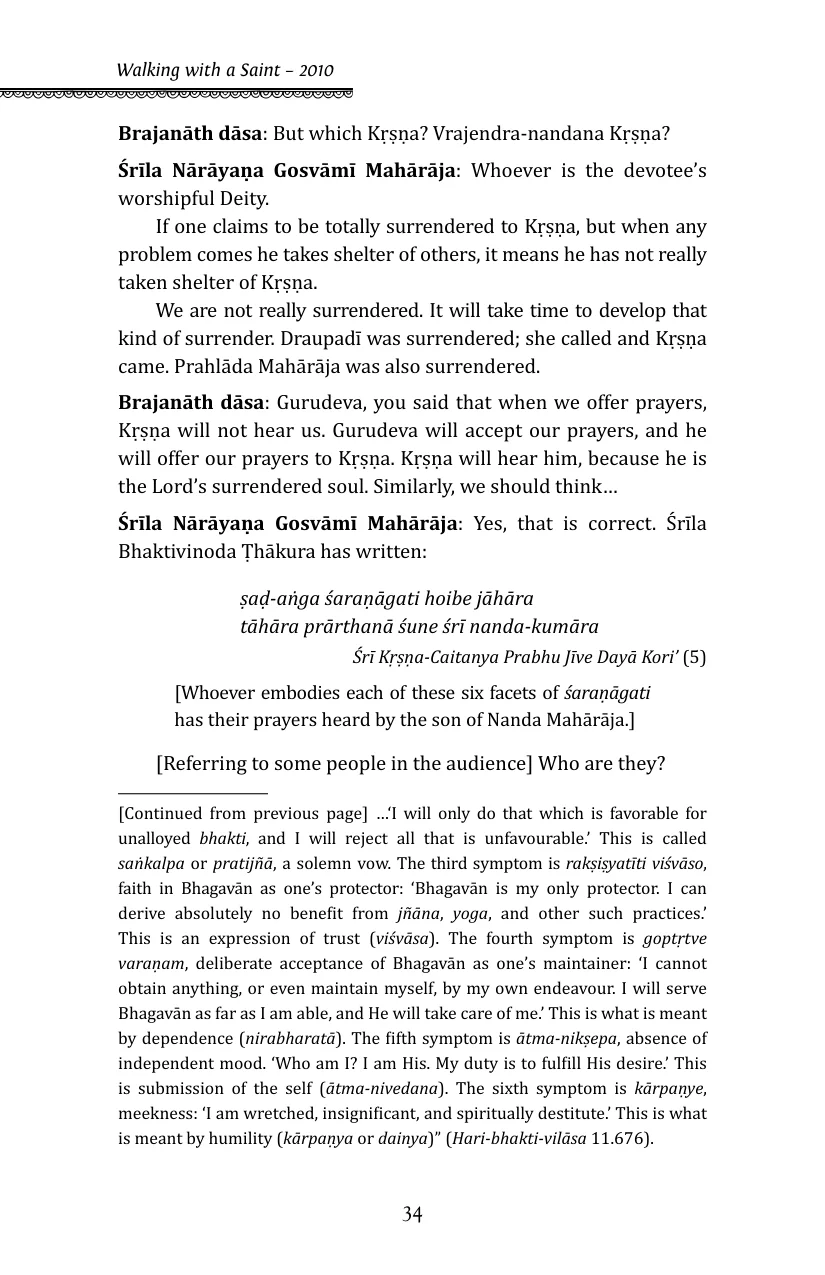 Walking with a Saint – 2010
Brajanāth dāsa: But which Kṛṣṇa? Vrajendra-nandana Kṛṣṇa?
Śrīla Nārāyaṇa Gosvāmī Mahārāja: Whoever is the devotee’s
worshipful Deity.
If one claims to be totally surrendered to Kṛṣṇa, but when any
problem comes he takes shelter of others, it means he has not really
taken shelter of Kṛṣṇa.
We are not really surrendered. It will take time to develop that
kind of surrender. Draupadī was surrendered; she called and Kṛṣṇa
came. Prahlāda Mahārāja was also surrendered.
Brajanāth dāsa: Gurudeva, you said that when we offer prayers,
Kṛṣṇa will not hear us. Gurudeva will accept our prayers, and he
will offer our prayers to Kṛṣṇa. Kṛṣṇa will hear him, because he is
the Lord’s surrendered soul. Similarly, we should think…
Śrīla Nārāyaṇa Gosvāmī Mahārāja: Yes, that is correct. Śrīla
Bhaktivinoda Ṭhākura has written:
ṣaḍ-aṅga śaraṇāgati hoibe jāhāra
tāhāra prārthanā śune śrī nanda-kumāra
Śrī Kṛṣṇa-Caitanya Prabhu Jīve Dayā Kori’ (5)
[Whoever embodies each of these six facets of śaraṇāgati
has their prayers heard by the son of Nanda Mahārāja.]
[Referring to some people in the audience] Who are they?
[Continued from previous page] …‘I will only do that which is favorable for
unalloyed bhakti, and I will reject all that is unfavourable.’ This is called
saṅkalpa or pratijñā, a solemn vow. The third symptom is rakṣiṣyatīti viśvāso,
faith in Bhagavān as one’s protector: ‘Bhagavān is my only protector. I can
derive absolutely no benefit from jñāna, yoga, and other such practices.’
This is an expression of trust (viśvāsa). The fourth symptom is goptṛtve
varaṇam, deliberate acceptance of Bhagavān as one’s maintainer: ‘I cannot
obtain anything, or even maintain myself, by my own endeavour. I will serve
Bhagavān as far as I am able, and He will take care of me.’ This is what is meant
by dependence (nirabharatā). The fifth symptom is ātma-nikṣepa, absence of
independent mood. ‘Who am I? I am His. My duty is to fulfill His desire.’ This
is submission of the self (ātma-nivedana). The sixth symptom is kārpaṇye,
meekness: ‘I am wretched, insignificant, and spiritually destitute.’ This is what
is meant by humility (kārpaṇya or dainya)” (Hari-bhakti-vilāsa 11.676).
34